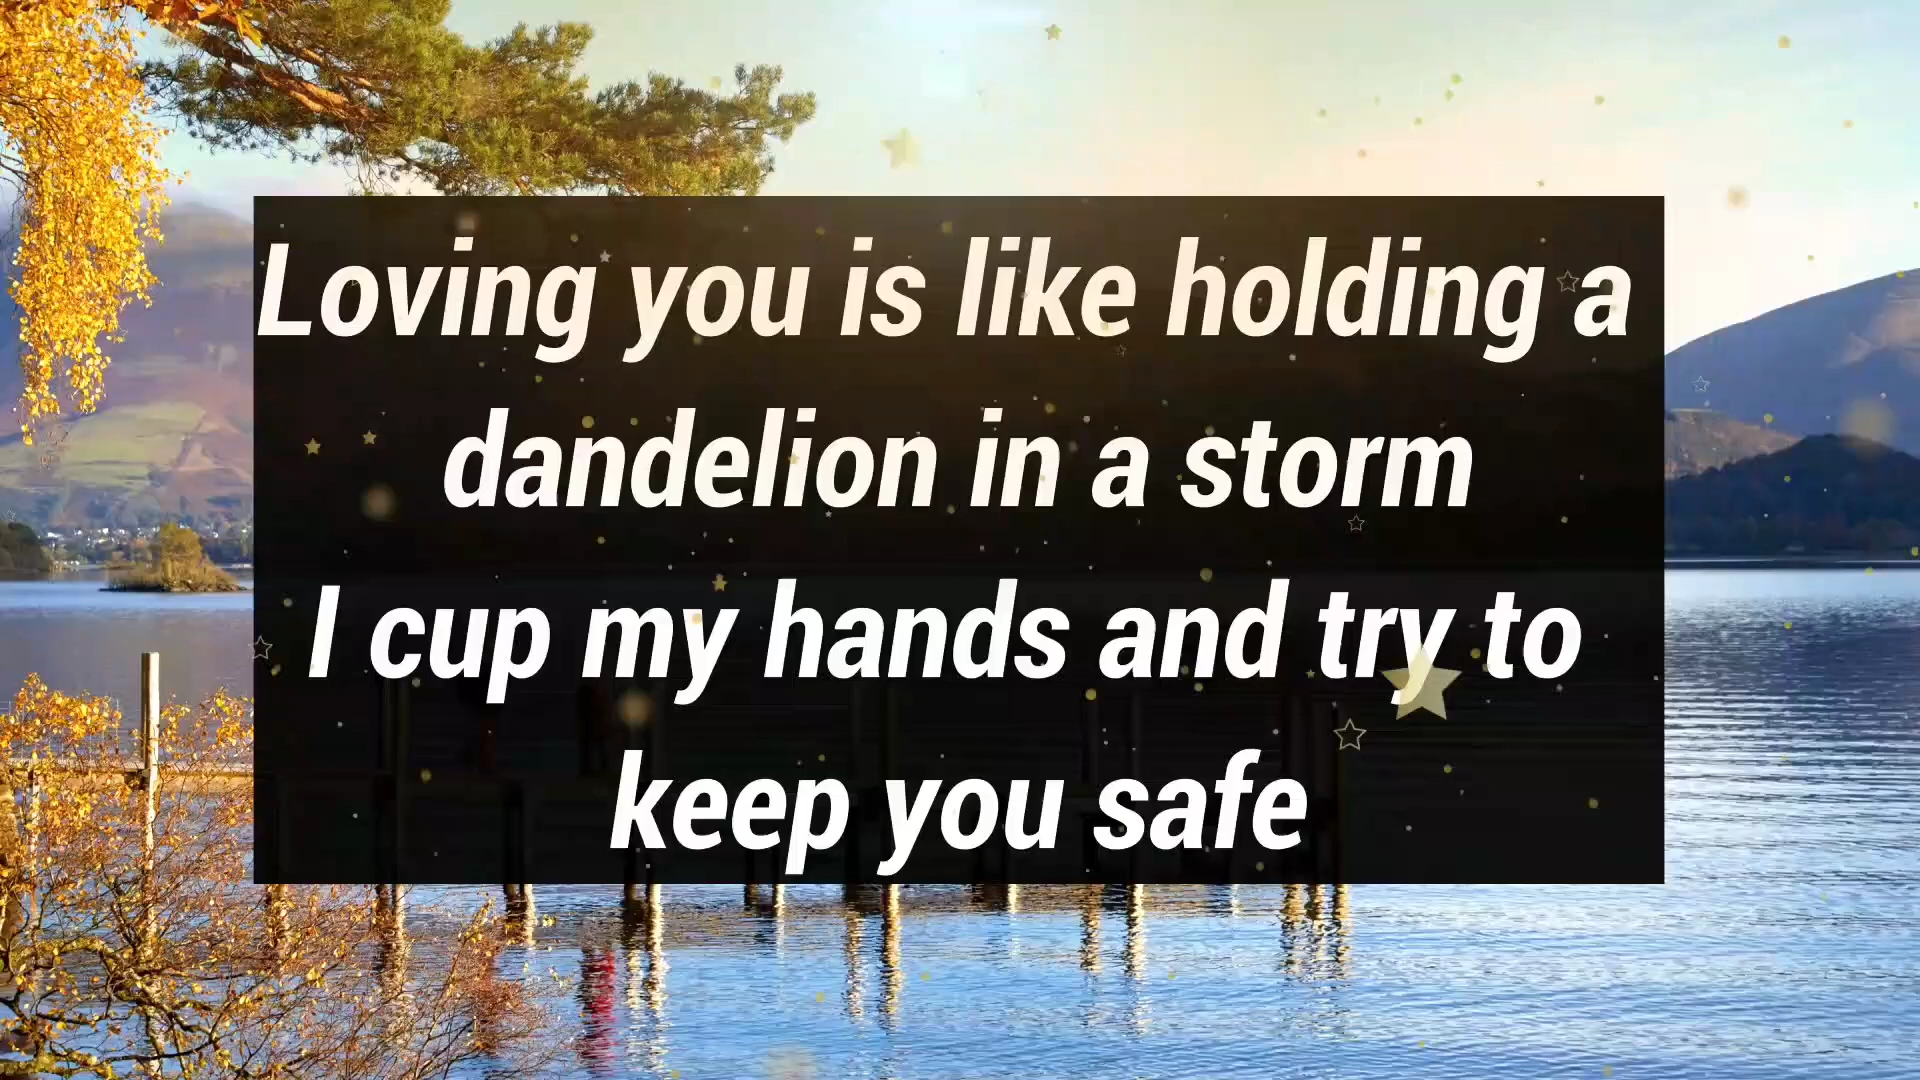 Loving you is like holding a
dandelion in a storm
I cup my hands and try to
keep you safe